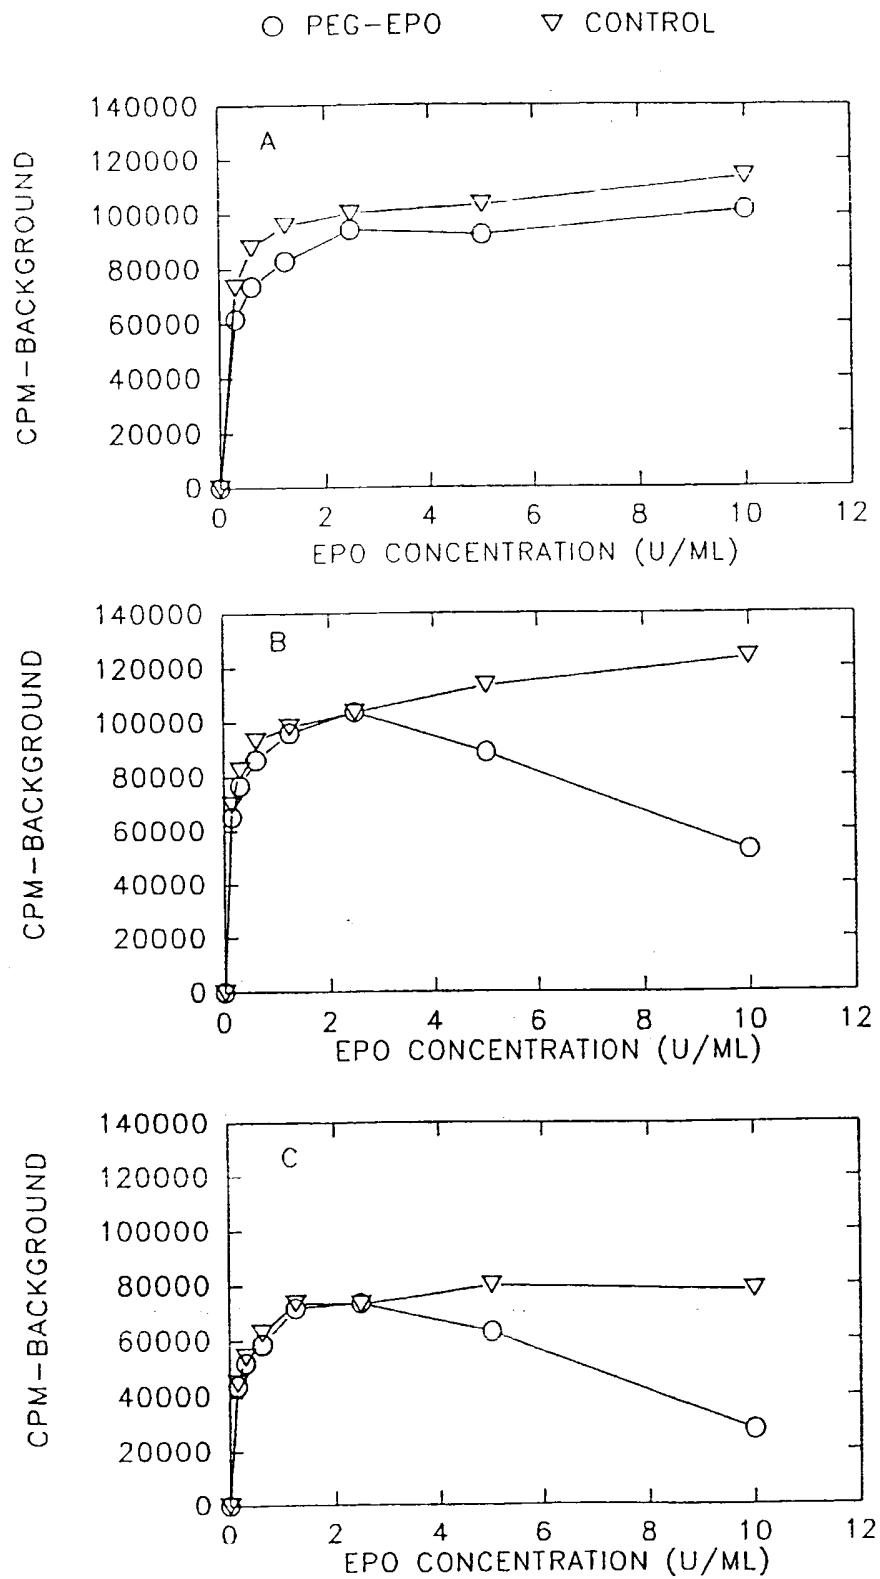 ○ PEG-EPO ▽ CONTROL
A
CPM-BACKGROUND
140000
120000
100000
80000
60000
40000
20000
0
0 2 4 6 8 10 12
EPO CONCENTRATION (U/ML)
B
CPM-BACKGROUND
140000
120000
100000
80000
60000
40000
20000
0
0 2 4 6 8 10 12
EPO CONCENTRATION (U/ML)
C
CPM-BACKGROUND
140000
120000
100000
80000
60000
40000
20000
0
0 2 4 6 8 10 12
EPO CONCENTRATION (U/ML)